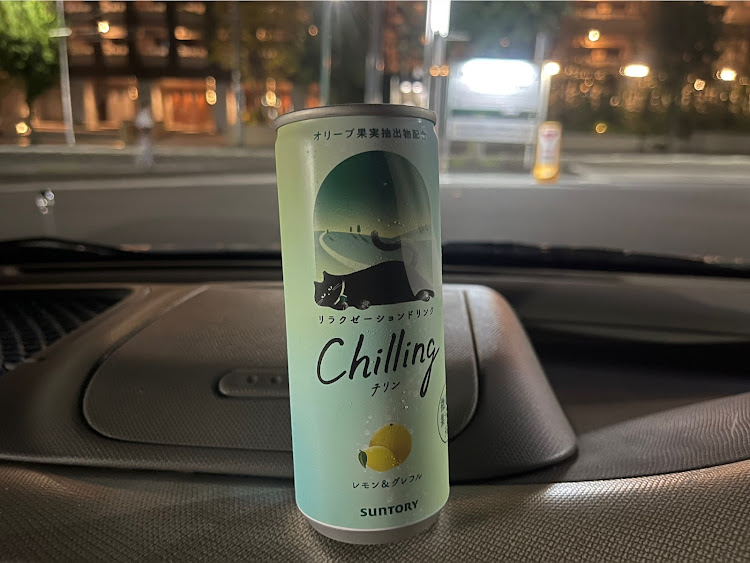 オリーブ果実抽出物配合
リラクゼーションドリンク
Chilling
チリン
レモン&グレフル
SUNTORY